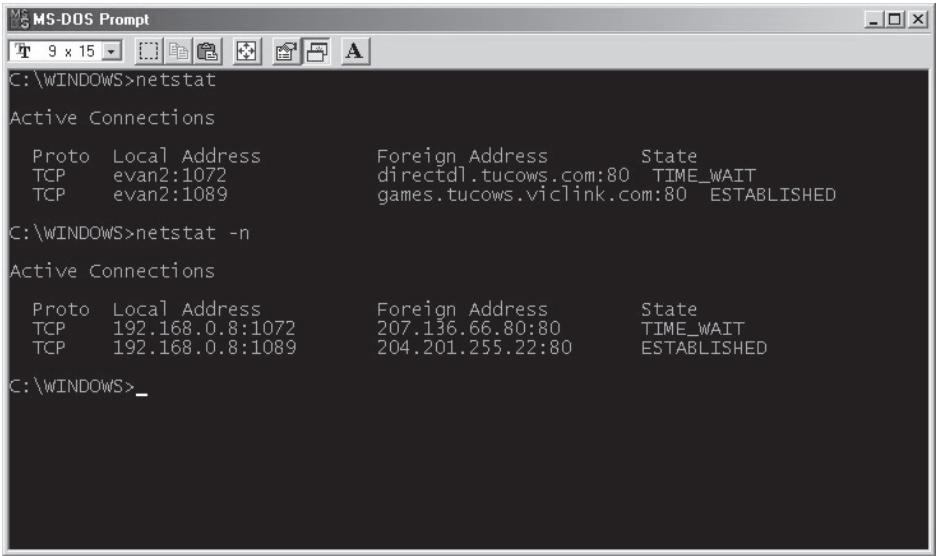 MS-DOS Prompt
9 x 15
A
C:\WINDOWS>netstat
Active Connections
Proto Local Address Foreign Address State
TCP evan2:1072 directdl.tucows.com:80 TIME_WAIT
TCP evan2:1089 games.tucows.viclink.com:80 ESTABLISHED
C:\WINDOWS>netstat -n
Active Connections
Proto Local Address Foreign Address State
TCP 192.168.0.8:1072 207.136.66.80:80 TIME_WAIT
TCP 192.168.0.8:1089 204.201.255.22:80 ESTABLISHED
C:\WINDOWS>_